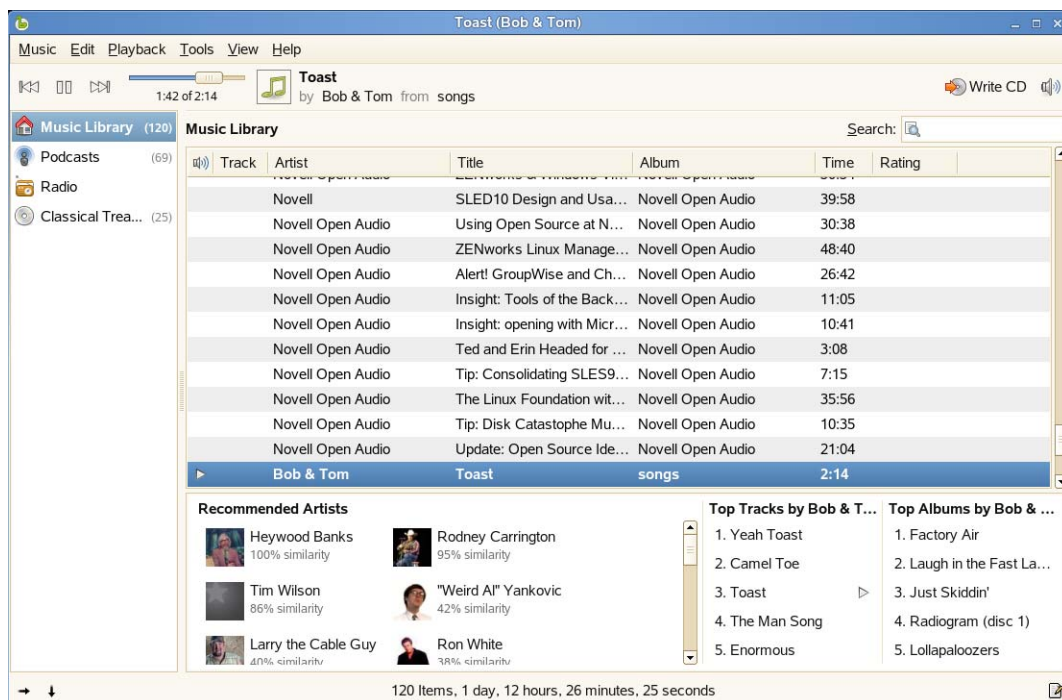 Toast (Bob & Tom)
Music Edit Playback Tools View Help
Toast
1:42 of 2:14
by Bob & Tom from songs
Write CD
Music Library (120)
Podcasts (69)
Radio
Classical Trea... (25)
Music Library
Search:
Track Artist Title Album Time Rating
Novell SLED10 Design and Usa... Novell Open Audio 39:58
Novell Open Audio Using Open Source at N... Novell Open Audio 30:38
Novell Open Audio ZENworks Linux Manage... Novell Open Audio 48:40
Novell Open Audio Alert! GroupWise and Ch... Novell Open Audio 26:42
Novell Open Audio Insight: Tools of the Back... Novell Open Audio 11:05
Novell Open Audio Insight: opening with Micr... Novell Open Audio 10:41
Novell Open Audio Ted and Erin Headed for ... Novell Open Audio 3:08
Novell Open Audio Tip: Consolidating SLES9... Novell Open Audio 7:15
Novell Open Audio The Linux Foundation wit... Novell Open Audio 35:56
Novell Open Audio Tip: Disk Catastophe Mu... Novell Open Audio 10:35
Novell Open Audio Update: Open Source Ide... Novell Open Audio 21:04
Bob & Tom Toast songs 2:14
Recommended Artists
Heywood Banks
100% similarity
Rodney Carrington
95% similarity
Tim Wilson
86% similarity
"Weird Al" Yankovic
42% similarity
Larry the Cable Guy
40% similarity
Ron White
38% similarity
Top Tracks by Bob & T...
1. Yeah Toast
2. Camel Toe
3. Toast
4. The Man Song
5. Enormous
Top Albums by Bob & ...
1. Factory Air
2. Laugh in the Fast La...
3. Just Skiddin'
4. Radiogram (disc 1)
5. Lollapaloozers
120 Items, 1 day, 12 hours, 26 minutes, 25 seconds